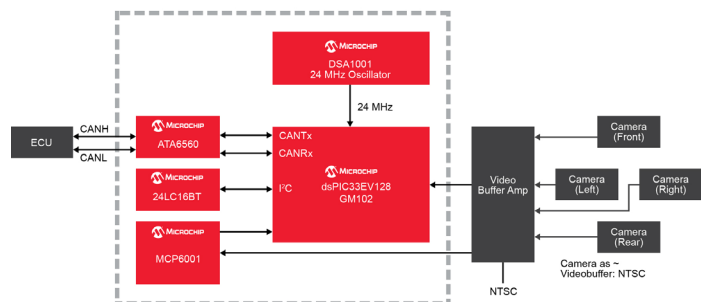 MICROCHIP
DSA1001
24 MHz Oscillator
24 MHz
ECU
CANH
CANL
MICROCHIP
ATA6560
CANTx
CANRx
MICROCHIP
dsPIC33EV128
GM102
I²C
MICROCHIP
24LC16BT
MICROCHIP
MCP6001
Video
Buffer Amp
Camera
(Front)
Camera
(Left)
Camera
(Right)
Camera
(Rear)
Camera as ~
Videobuffer: NTSC
NTSC